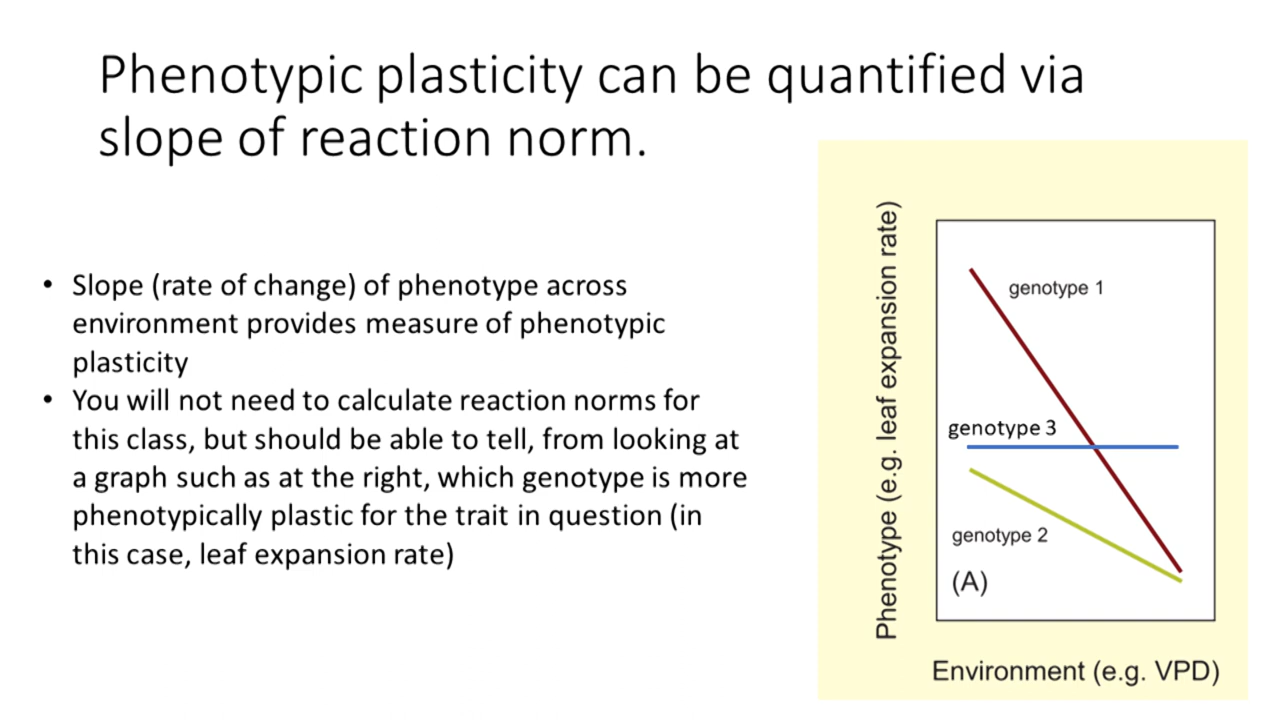 Phenotypic plasticity can be quantified via
slope of reaction norm.
• Slope (rate of change) of phenotype across
environment provides measure of phenotypic
plasticity
• You will not need to calculate reaction norms for
this class, but should be able to tell, from looking at
a graph such as at the right, which genotype is more
phenotypically plastic for the trait in question (in
this case, leaf expansion rate)
Phenotype (e.g. leaf expansion rate)
genotype 1
genotype 3
genotype 2
(A)
Environment (e.g. VPD)